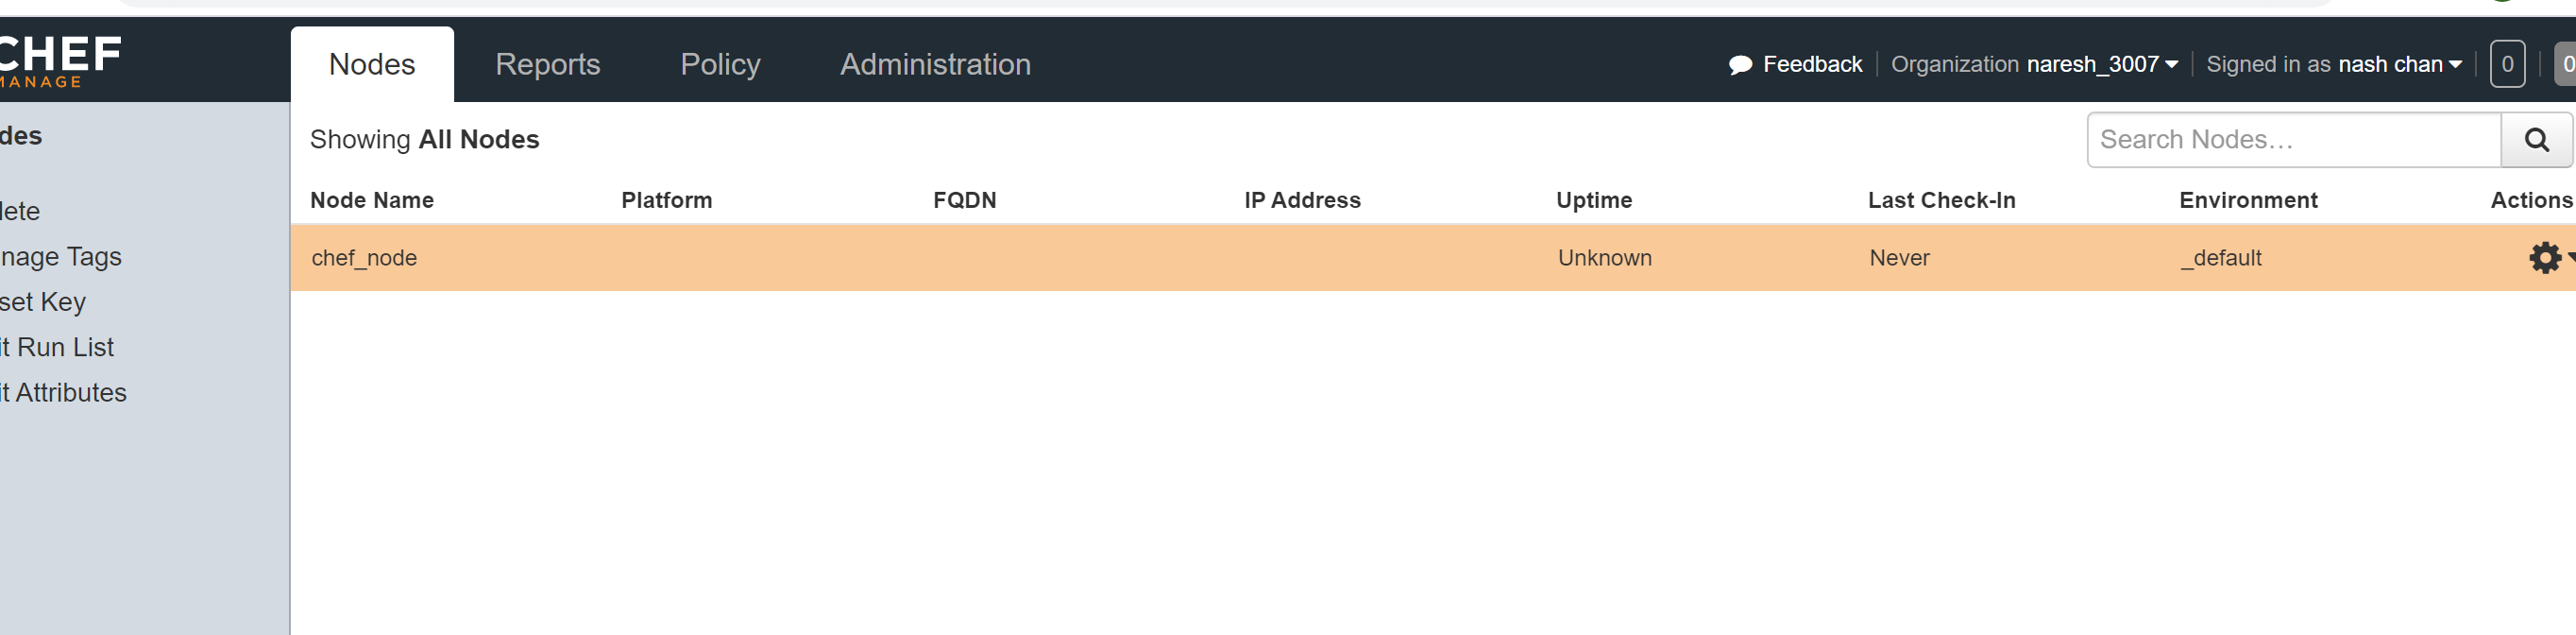 CHEF
MANAGE
Nodes Reports Policy Administration
Feedback Organization naresh_3007 Signed in as nash chan 0 0
des
lete
nage Tags
set Key
it Run List
it Attributes
Showing All Nodes
Search Nodes…
Node Name Platform FQDN IP Address Uptime Last Check-In Environment Actions
chef_node Unknown Never _default